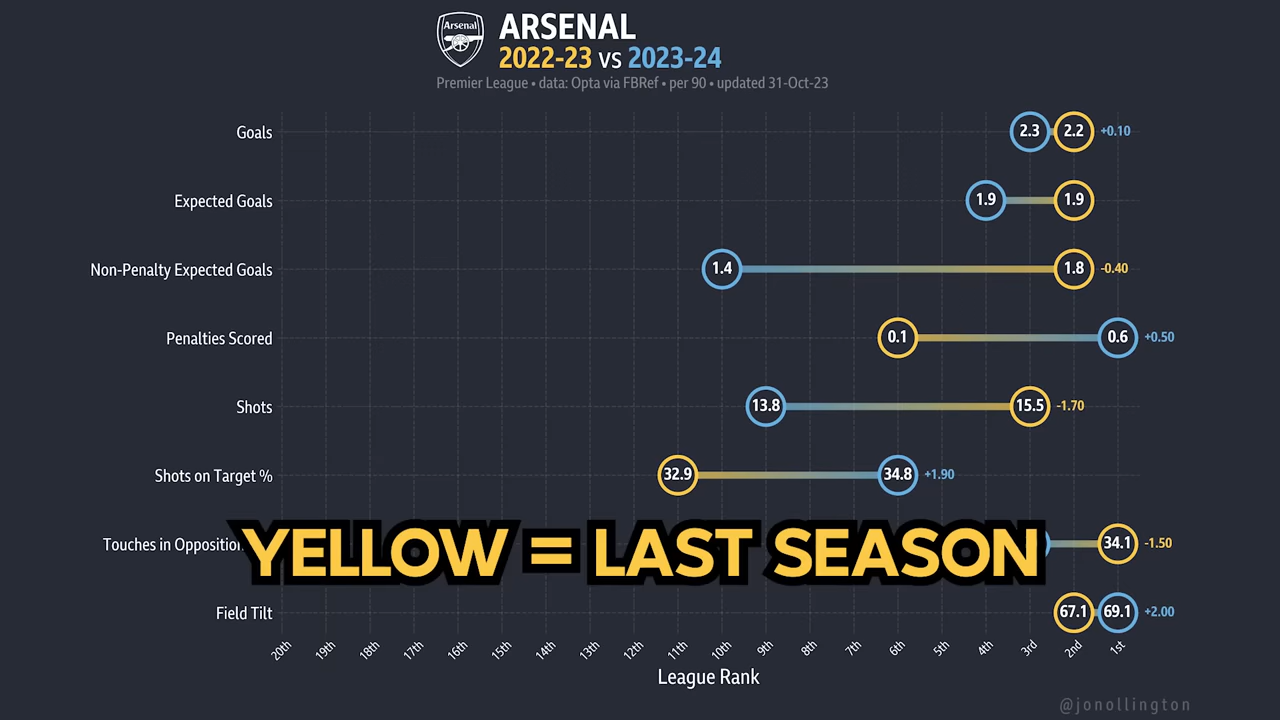 Arsenal
ARSENAL
2022-23 vs 2023-24
Premier League • data: Opta via FBRef • per 90 • updated 31-Oct-23
Goals 2.3 2.2 +0.10
Expected Goals 1.9 1.9
Non-Penalty Expected Goals 1.4 1.8 -0.40
Penalties Scored 0.1 0.6 +0.50
Shots 13.8 15.5 -1.70
Shots on Target % 32.9 34.8 +1.90
Touches in 34.1 -1.50
YELLOW = LAST SEASON
Field Tilt 67.1 69.1 +2.00
20th 19th 18th 17th 16th 15th 14th 13th 12th 11th 10th 9th 8th 7th 6th 5th 4th 3rd 2nd 1st
League Rank
@jonollington